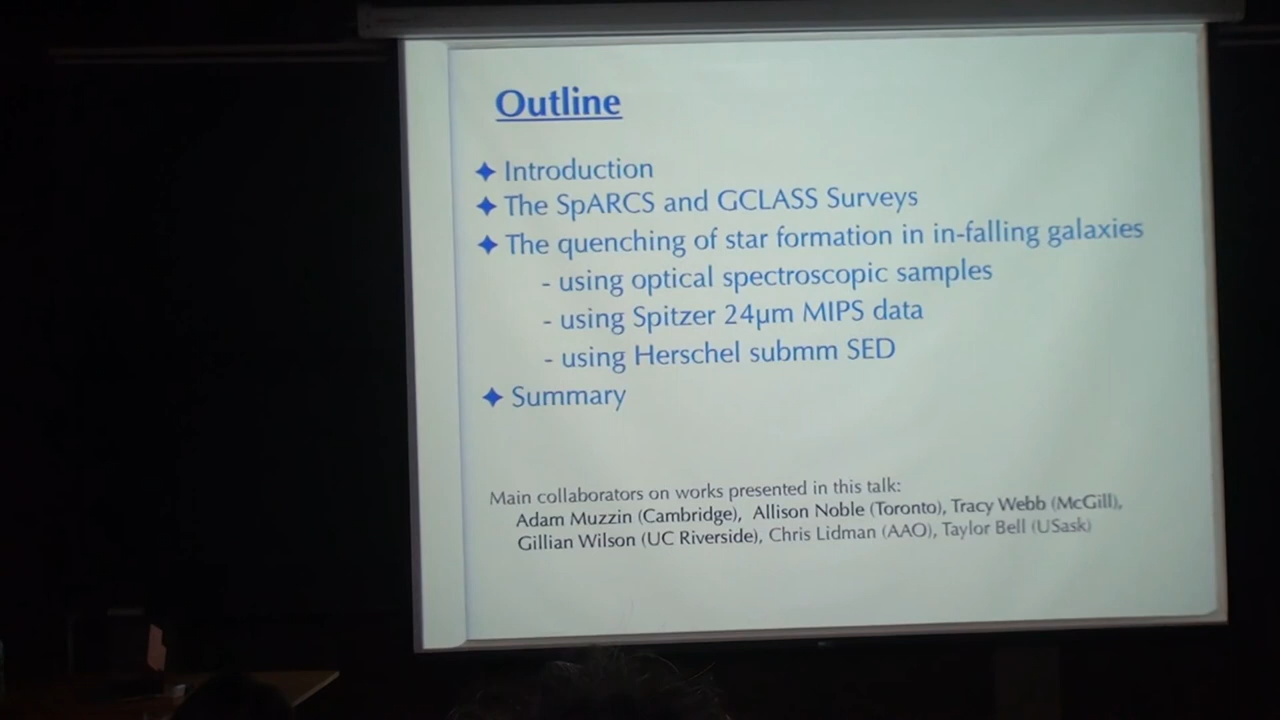 Outline
✦ Introduction
✦ The SpARCS and GCLASS Surveys
✦ The quenching of star formation in in-falling galaxies
- using optical spectroscopic samples
- using Spitzer 24μm MIPS data
- using Herschel submm SED
✦ Summary
Main collaborators on works presented in this talk:
Adam Muzzin (Cambridge), Allison Noble (Toronto), Tracy Webb (McGill),
Gillian Wilson (UC Riverside), Chris Lidman (AAO), Taylor Bell (USask)